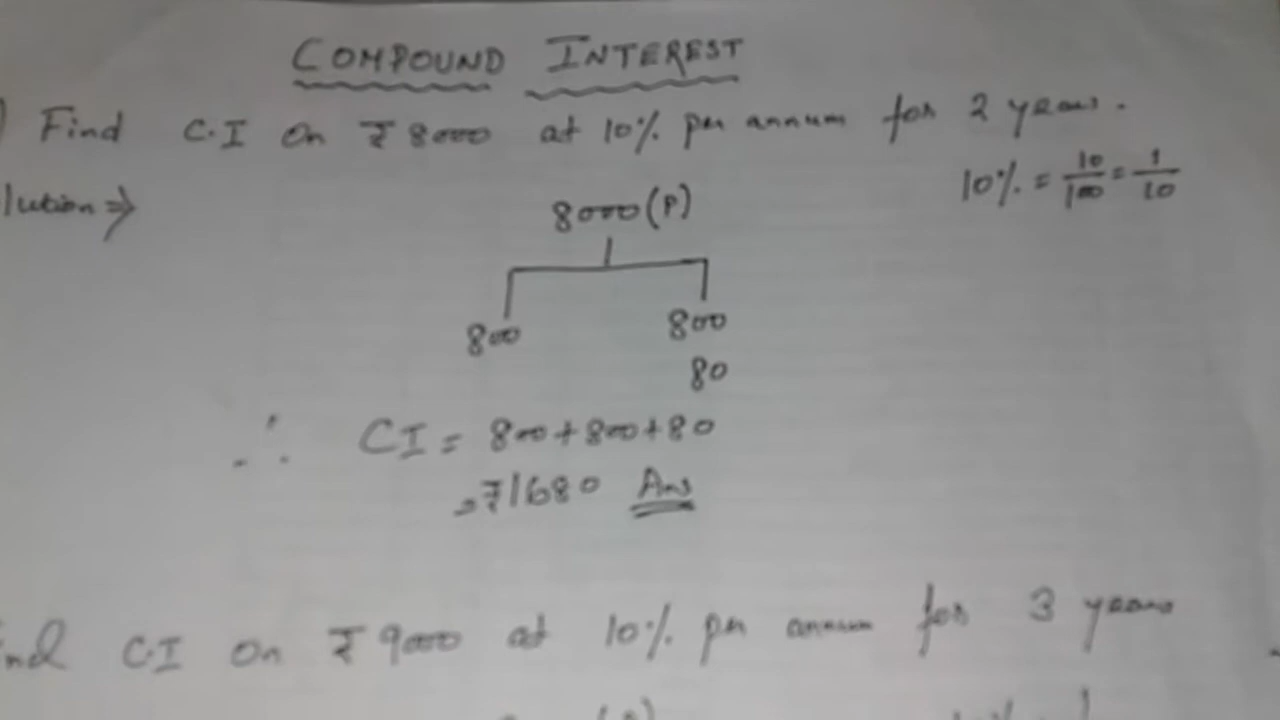 COMPOUND INTEREST
) Find C.I on ₹ 8000 at 10% per annum for 2 years.
lution ⇒
10% = 10/100 = 1/10
8000 (P)
800 800
80
∴ CI = 800 + 800 + 80
= ₹1680 Ans
nd C.I on ₹ 9000 at 10% per annum for 3 years